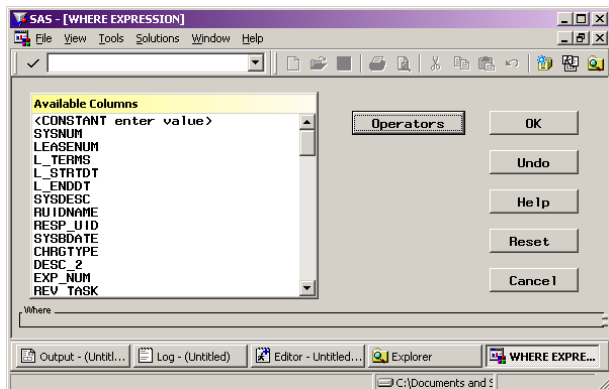 SAS - [WHERE EXPRESSION]
File View Tools Solutions Window Help
Available Columns
<CONSTANT enter value>
SYSNUM
LEASENUM
L_TERMS
L_STRTDT
L_ENDDT
SYSDESC
RUIDNAME
RESP_UID
SYSBDATE
CHRGTYPE
DESC_2
EXP_NUM
REV_TASK
Operators
OK
Undo
Help
Reset
Cancel
Where
Output - (Untitl... Log - (Untitled) Editor - Untitled... Explorer WHERE EXPRE...
C:\Documents and S